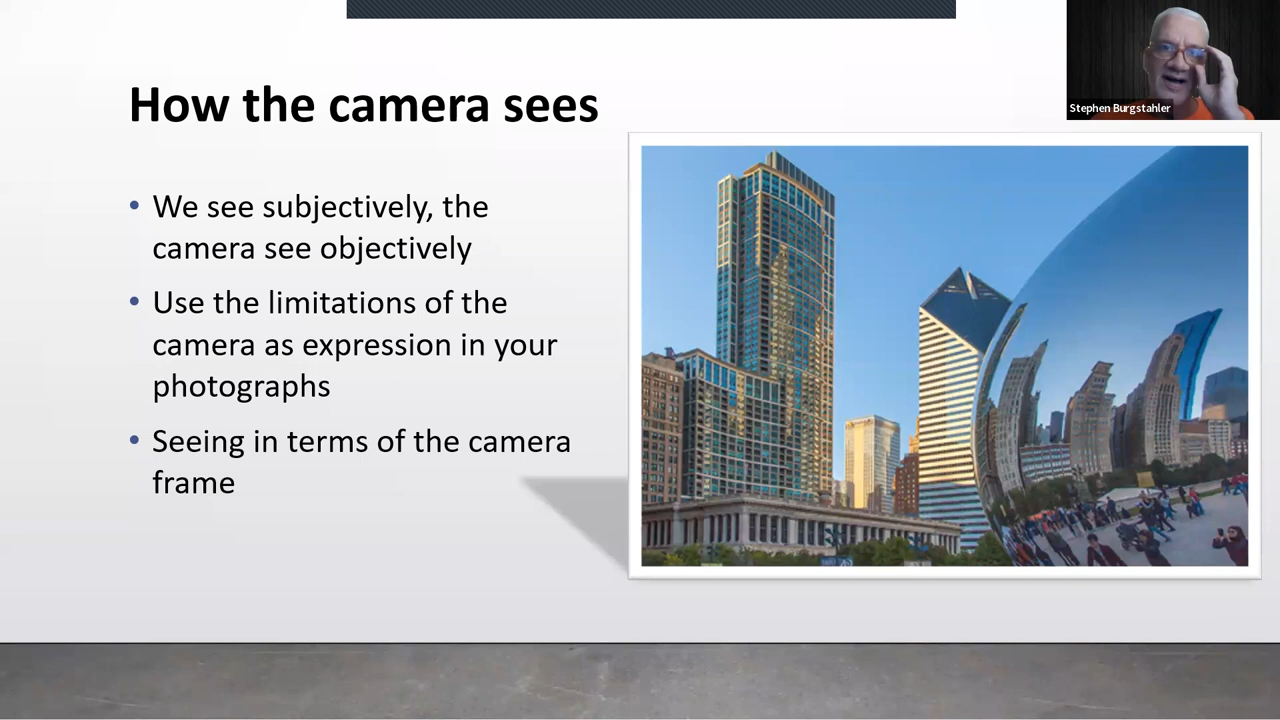 Stephen Burgstahler
How the camera sees
• We see subjectively, the
camera see objectively
• Use the limitations of the
camera as expression in your
photographs
• Seeing in terms of the camera
frame